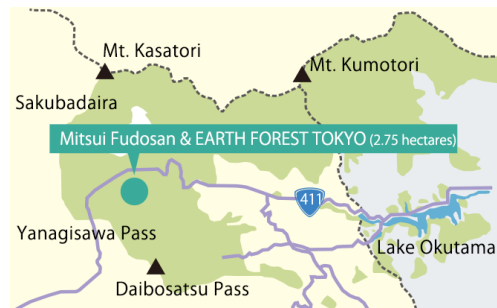 Mt. Kasatori
Mt. Kumotori
Sakubadaira
Mitsui Fudosan & EARTH FOREST TOKYO (2.75 hectares)
411
Yanagisawa Pass
Lake Okutama
Daibosatsu Pass